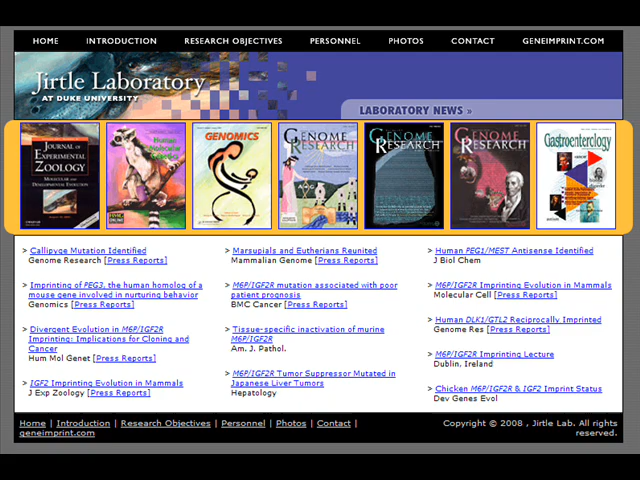 HOME INTRODUCTION RESEARCH OBJECTIVES PERSONNEL PHOTOS CONTACT GENEIMPRINT.COM
Jirtle Laboratory
AT DUKE UNIVERSITY
LABORATORY NEWS »
JOURNAL OF
EXPERIMENTAL
ZOOLOGY
MOLECULAR AND
DEVELOPMENTAL EVOLUTION
Human
Molecular
Genetics
GENOMICS
GENOME
RESEARCH
GENOME
RESEARCH
GENOME
RESEARCH
Gastroenterology
> Callipyge Mutation Identified
Genome Research [Press Reports]
> Imprinting of PEG3, the human homolog of a
mouse gene involved in nurturing behavior
Genomics [Press Reports]
> Divergent Evolution in M6P/IGF2R
Imprinting: Implications for Cloning and
Cancer
Hum Mol Genet [Press Reports]
> IGF2 Imprinting Evolution in Mammals
J Exp Zoology [Press Reports]
> Marsupials and Eutherians Reunited
Mammalian Genome [Press Reports]
> M6P/IGF2R mutation associated with poor
patient prognosis
BMC Cancer [Press Reports]
> Tissue-specific inactivation of murine
M6P/IGF2R
Am. J. Pathol.
> M6P/IGF2R Tumor Suppressor Mutated in
Japanese Liver Tumors
Hepatology
> Human PEG1/MEST Antisense Identified
J Biol Chem
> M6P/IGF2R Imprinting Evolution in Mammals
Molecular Cell [Press Reports]
> Human DLK1/GTL2 Reciprocally Imprinted
Genome Res [Press Reports]
> M6P/IGF2R Imprinting Lecture
Dublin, Ireland
> Chicken M6P/IGF2R & IGF2 Imprint Status
Dev Genes Evol
Home | Introduction | Research Objectives | Personnel | Photos | Contact |
geneimprint.com
Copyright © 2008 , Jirtle Lab. All rights
reserved.